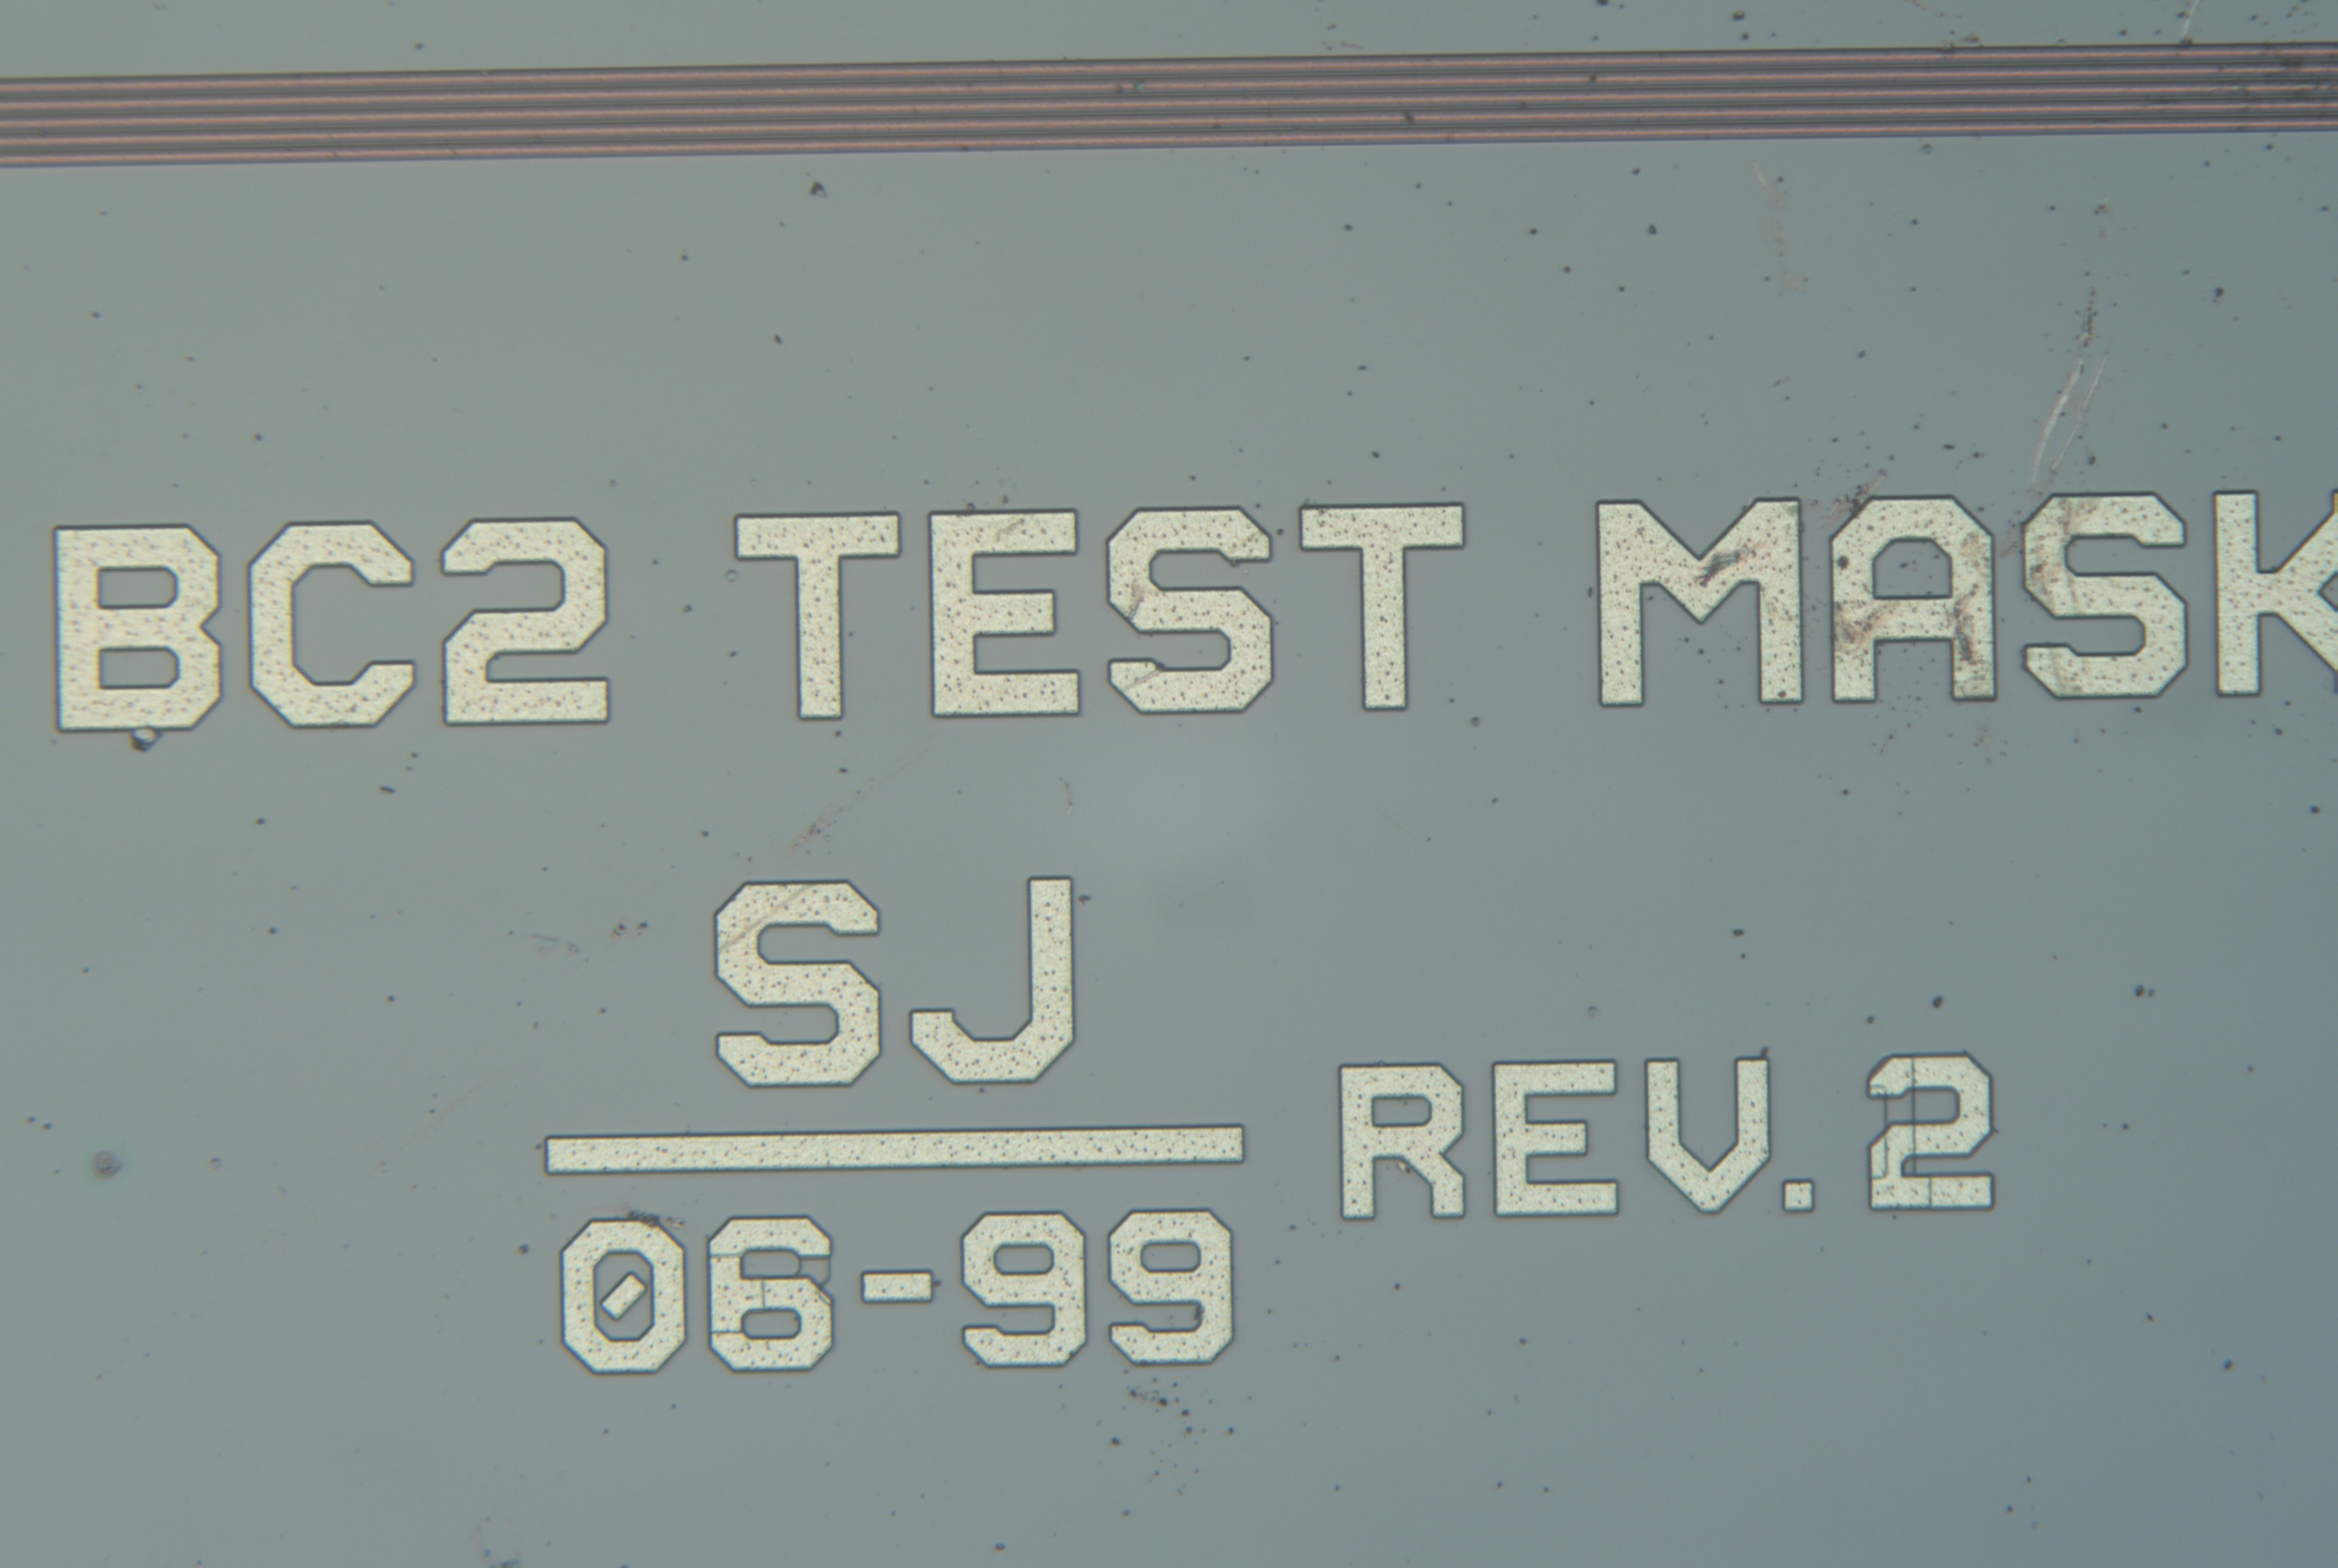 BC2 TEST MASK
SJ
06-99
REV.2